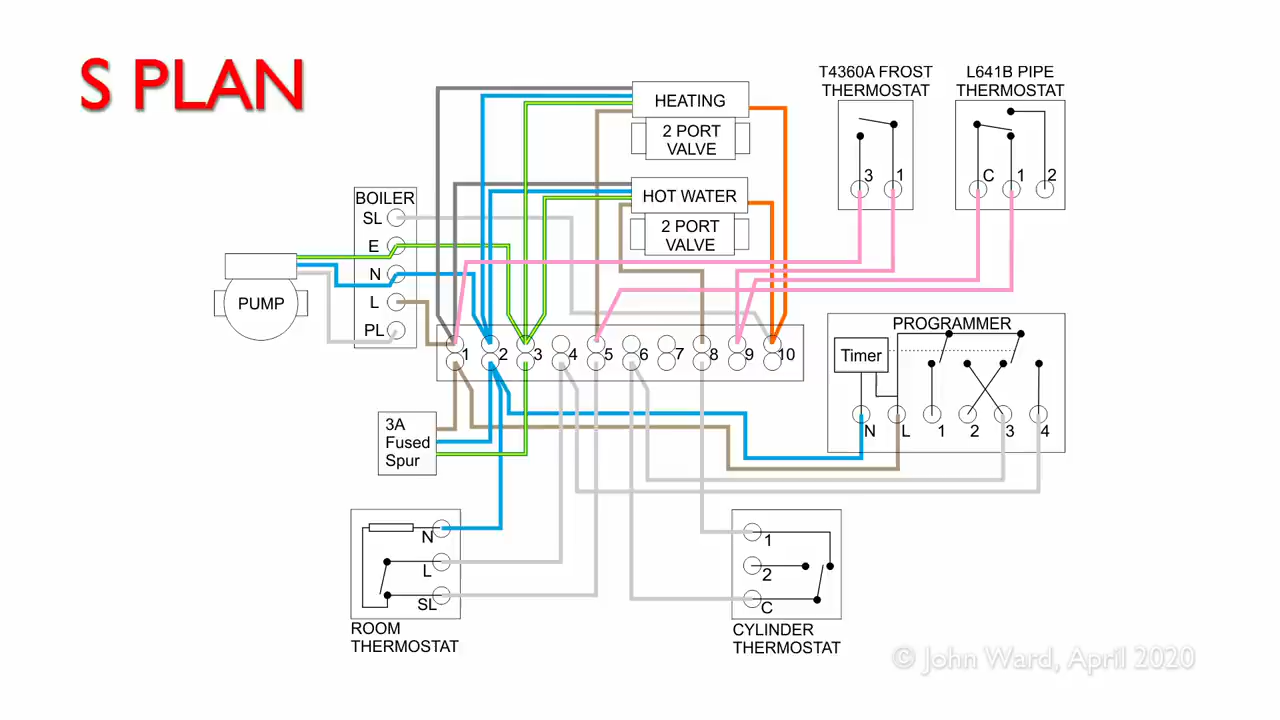 S PLAN
T4360A FROST
THERMOSTAT
L641B PIPE
THERMOSTAT
3
1
C
1
2
HEATING
2 PORT
VALVE
HOT WATER
2 PORT
VALVE
BOILER
SL
E
N
L
PL
PUMP
1
2
3
4
5
6
7
8
9
10
PROGRAMMER
Timer
N
L
1
2
3
4
3A
Fused
Spur
N
L
SL
ROOM
THERMOSTAT
1
2
C
CYLINDER
THERMOSTAT
© John Ward, April 2020